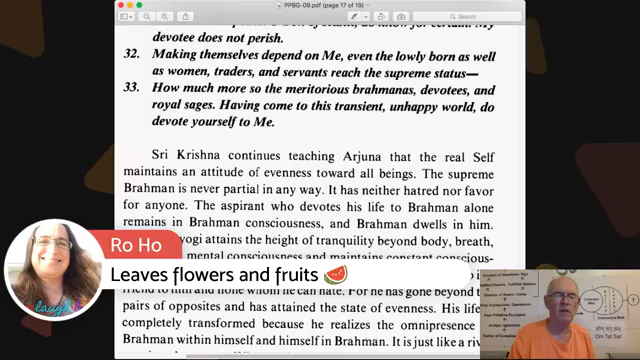 PPBG-09.pdf (page 17 of 19)
devotee does not perish.
32. Making themselves depend on Me, even the lowly born as well
as women, traders, and servants reach the supreme status—
33. How much more so the meritorious brahmanas, devotees, and
royal sages. Having come to this transient, unhappy world, do
devote yourself to Me.
Sri Krishna continues teaching Arjuna that the real Self
maintains an attitude of evenness toward all beings. The supreme
Brahman is never partial in any way. It has neither hatred nor favor
for anyone. The aspirant who devotes his life to Brahman alone
remains in Brahman consciousness, and Brahman dwells in him.
yogi attains the height of tranquility beyond body, breath,
mental consciousness and maintains constant conscious-
Ro Ho
Leaves flowers and fruits 🍉
laugh
friend to him and none whom he can hate. For he has gone beyond
pairs of opposites and has attained the state of evenness. His life
completely transformed because he realizes the omnipresence
Brahman within himself and himself in Brahman. It is just like a riv
Om Tat Sat